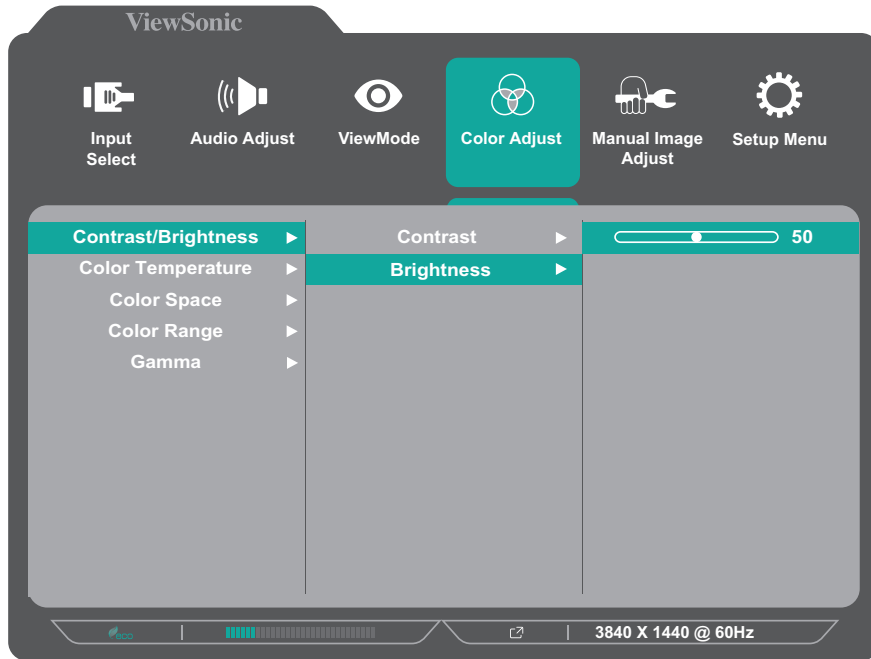 ViewSonic
Input Select
Audio Adjust
ViewMode
Color Adjust
Manual Image Adjust
Setup Menu
Contrast/Brightness
Contrast
50
Color Temperature
Brightness
Color Space
Color Range
Gamma
eco
3840 X 1440 @ 60Hz